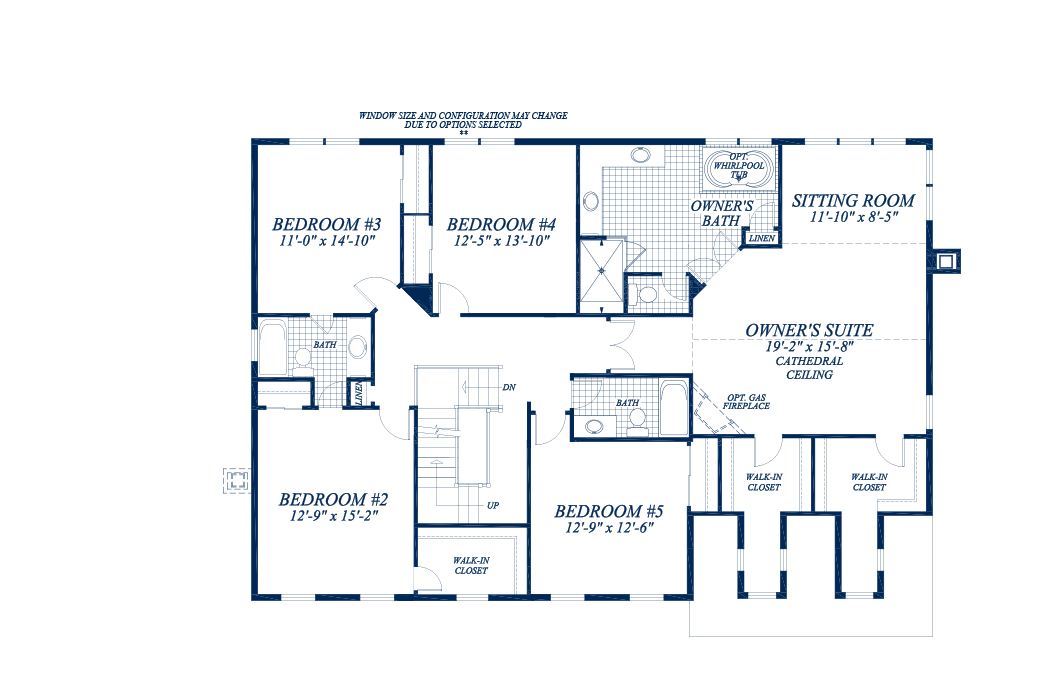 WINDOW SIZE AND CONFIGURATION MAY CHANGE
DUE TO OPTIONS SELECTED
**
OPT.
WHIRLPOOL
TUB
BEDROOM #3
11'-0" x 14'-10"
BEDROOM #4
12'-5" x 13'-10"
OWNER'S
BATH
SITTING ROOM
11'-10" x 8'-5"
LINEN
OWNER'S SUITE
19'-2" x 15'-8"
CATHEDRAL
CEILING
BATH
LINEN
DN
BATH
OPT. GAS
FIREPLACE
WALK-IN
CLOSET
WALK-IN
CLOSET
BEDROOM #2
12'-9" x 15'-2"
UP
BEDROOM #5
12'-9" x 12'-6"
WALK-IN
CLOSET